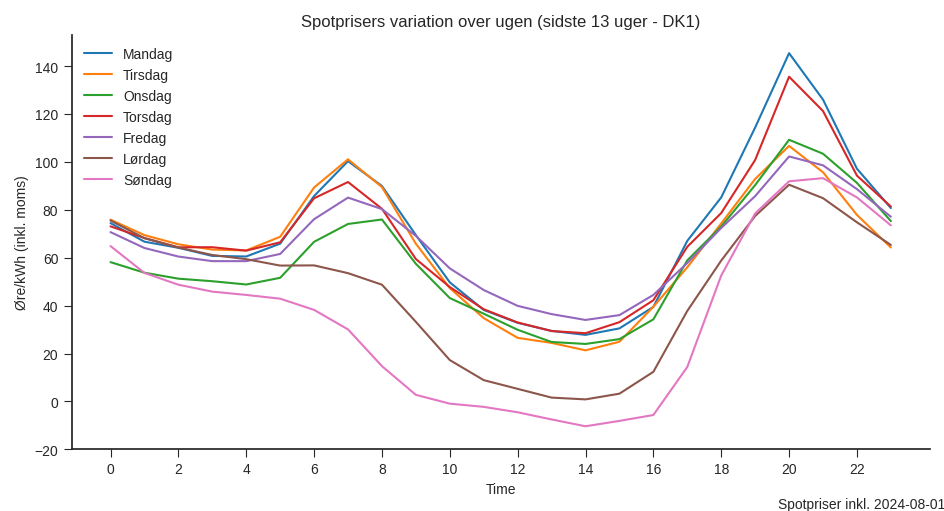 Spotprisers variation over ugen (sidste 13 uger - DK1)
Mandag
Tirsdag
Onsdag
Torsdag
Fredag
Lørdag
Søndag
Øre/kWh (inkl. moms)
140
120
100
80
60
40
20
0
−20
0 2 4 6 8 10 12 14 16 18 20 22
Time
Spotpriser inkl. 2024-08-01